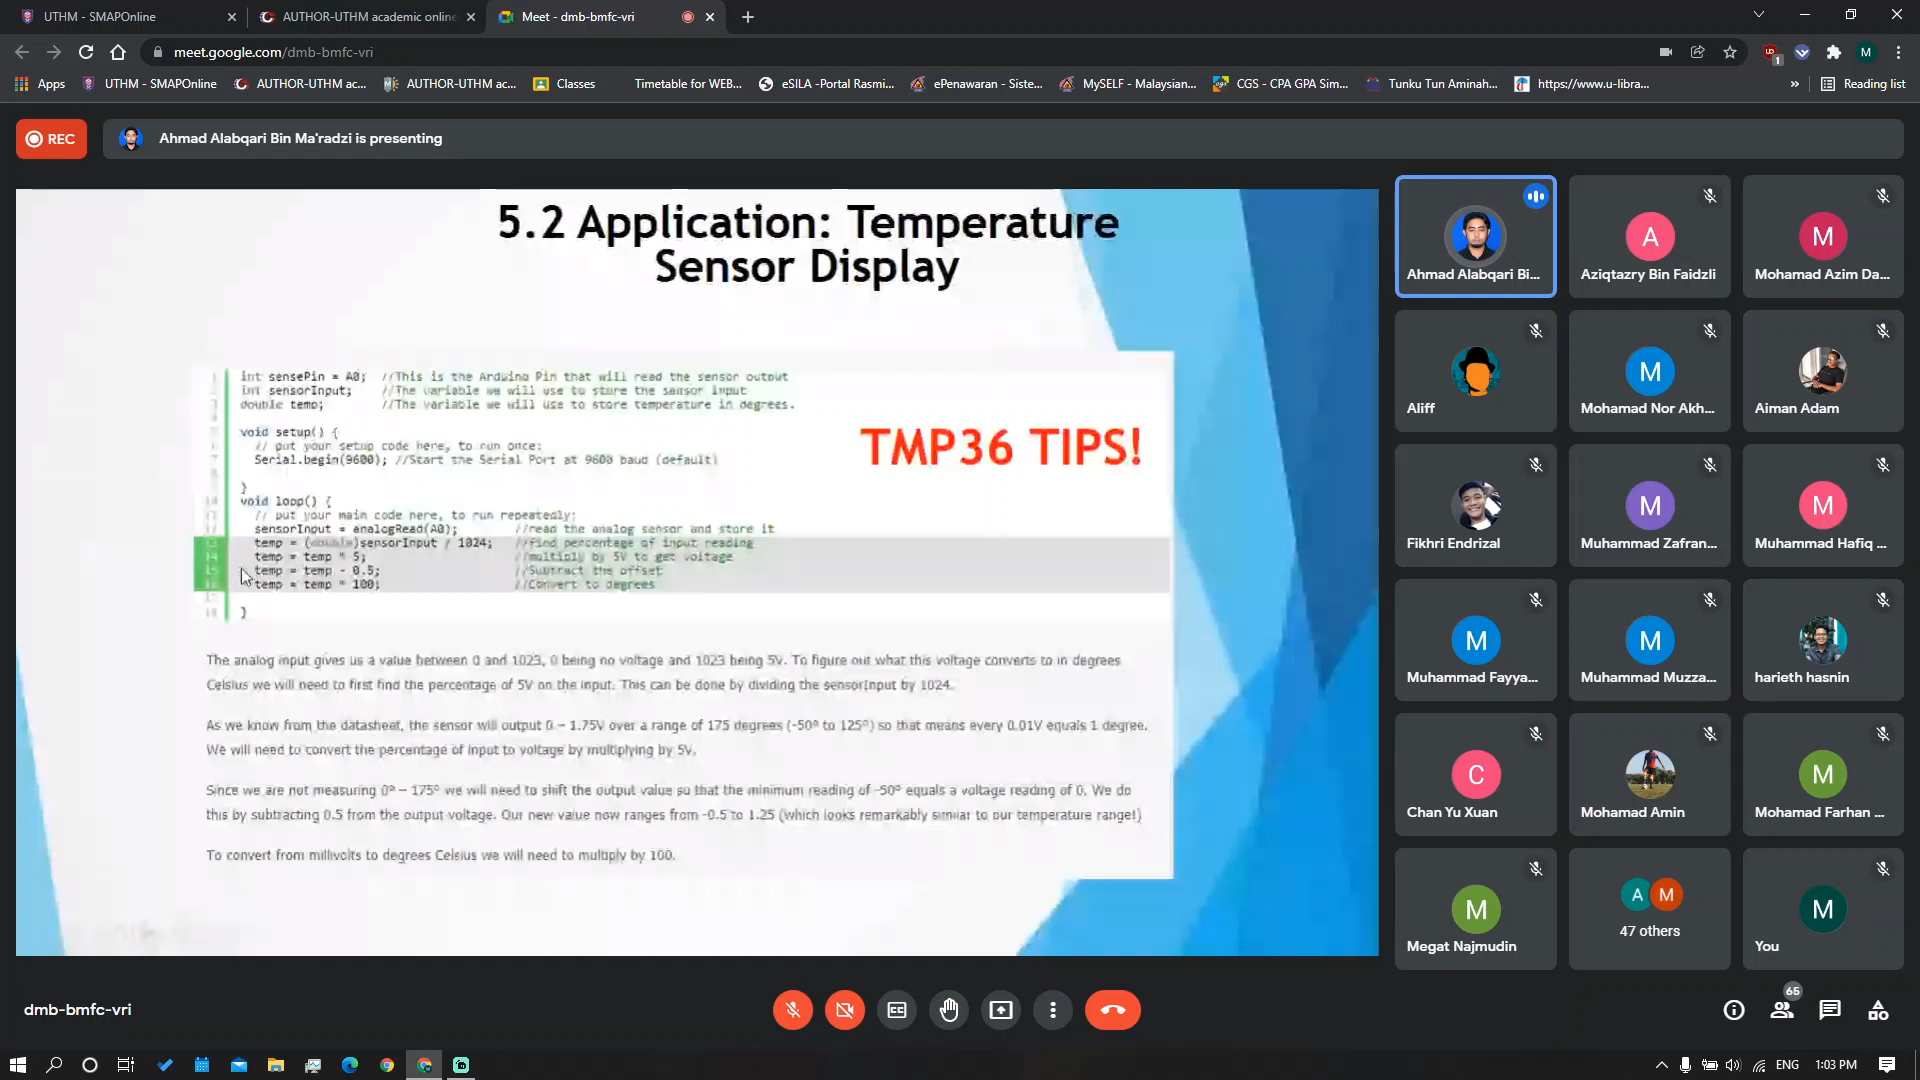 UTHM - SMAPOnline
AUTHOR-UTHM academic online
Meet - dmb-bmfc-vri
meet.google.com/dmb-bmfc-vri
Apps
UTHM - SMAPOnline
AUTHOR-UTHM ac...
AUTHOR-UTHM ac...
Classes
Timetable for WEB...
eSILA -Portal Rasmi...
ePenawaran - Siste...
MySELF - Malaysian...
CGS - CPA GPA Sim...
Tunku Tun Aminah...
https://www.u-libra...
Reading list
REC
Ahmad Alabqari Bin Ma'radzi is presenting
5.2 Application: Temperature
Sensor Display
int sensePin = A0; //This is the Arduino Pin that will read the sensor output
int sensorInput; //The variable we will use to store the sensor input
double temp; //The variable we will use to store temperature in degrees.
void setup() {
// put your setup code here, to run once:
Serial.begin(9600); //Start the Serial Port at 9600 baud (default)
}
void loop() {
// put your main code here, to run repeatedly:
sensorInput = analogRead(A0); //read the analog sensor and store it
temp = (double)sensorInput / 1024; //find percentage of input reading
temp = temp * 5; //multiply by 5V to get voltage
temp = temp - 0.5; //Subtract the offset
temp = temp * 100; //Convert to degrees
}
TMP36 TIPS!
The analog input gives us a value between 0 and 1023, 0 being no voltage and 1023 being 5V. To figure out what this voltage converts to in degrees
Celsius we will need to first find the percentage of 5V on the input. This can be done by dividing the sensorInput by 1024.
As we know from the datasheet, the sensor will output 0 – 1.75V over a range of 175 degrees (-50° to 125°) so that means every 0.01V equals 1 degree.
We will need to convert the percentage of input to voltage by multiplying by 5V.
Since we are not measuring 0° – 175° we will need to shift the output value so that the minimum reading of -50° equals a voltage reading of 0. We do
this by subtracting 0.5 from the output voltage. Our new value now ranges from -0.5 to 1.25 (which looks remarkably similar to our temperature range!)
To convert from millivolts to degrees Celsius we will need to multiply by 100.
Ahmad Alabqari Bi...
A
Aziqtazry Bin Faidzli
M
Mohamad Azim Da...
Aliff
M
Mohamad Nor Akh...
Aiman Adam
Fikhri Endrizal
M
Muhammad Zafran...
M
Muhammad Hafiq ...
M
Muhammad Fayya...
M
Muhammad Muzza...
harieth hasnin
C
Chan Yu Xuan
Mohamad Amin
M
Mohamad Farhan ...
M
Megat Najmudin
A M
47 others
M
You
dmb-bmfc-vri
65
ENG
1:03 PM